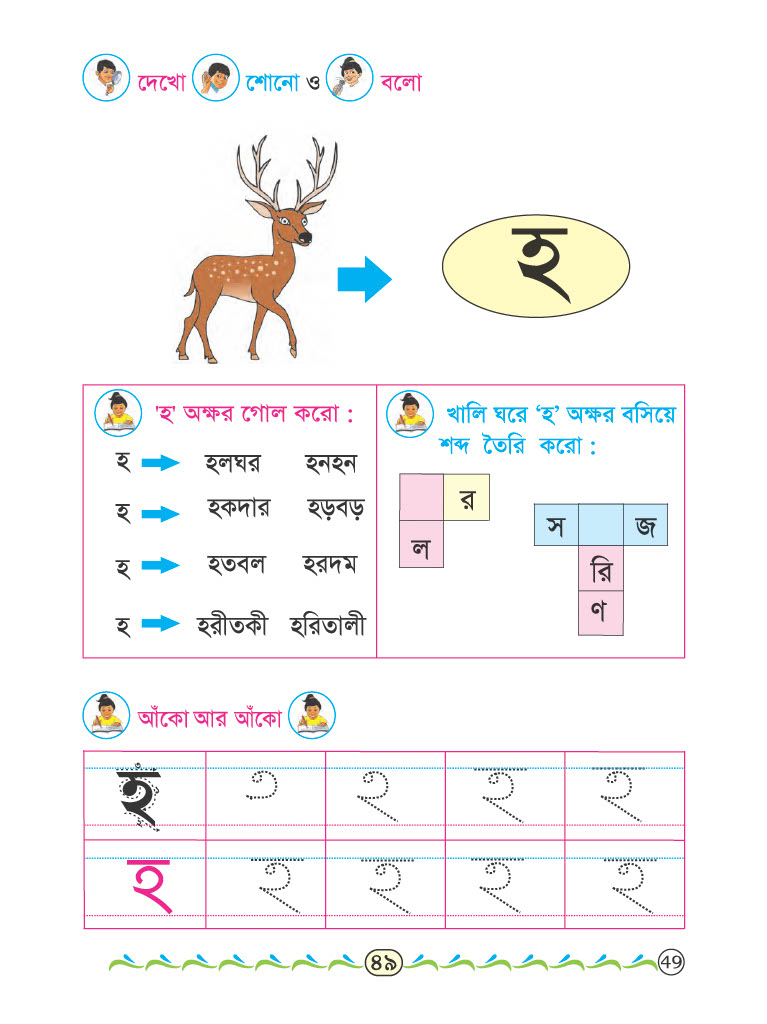 দেখো শোনো ও বলো
হ
'হ' অক্ষর গোল করো :
হ হলঘর হনহন
হ হকদার হড়বড়
হ হতবল হরদম
হ হরীতকী হরিতালী
খালি ঘরে ‘হ’ অক্ষর বসিয়ে
শব্দ তৈরি করো :
র
ল
স জ
রি
ণ
আঁকো আর আঁকো
হ হ হ হ
হ হ হ হ হ
৪৯ 49